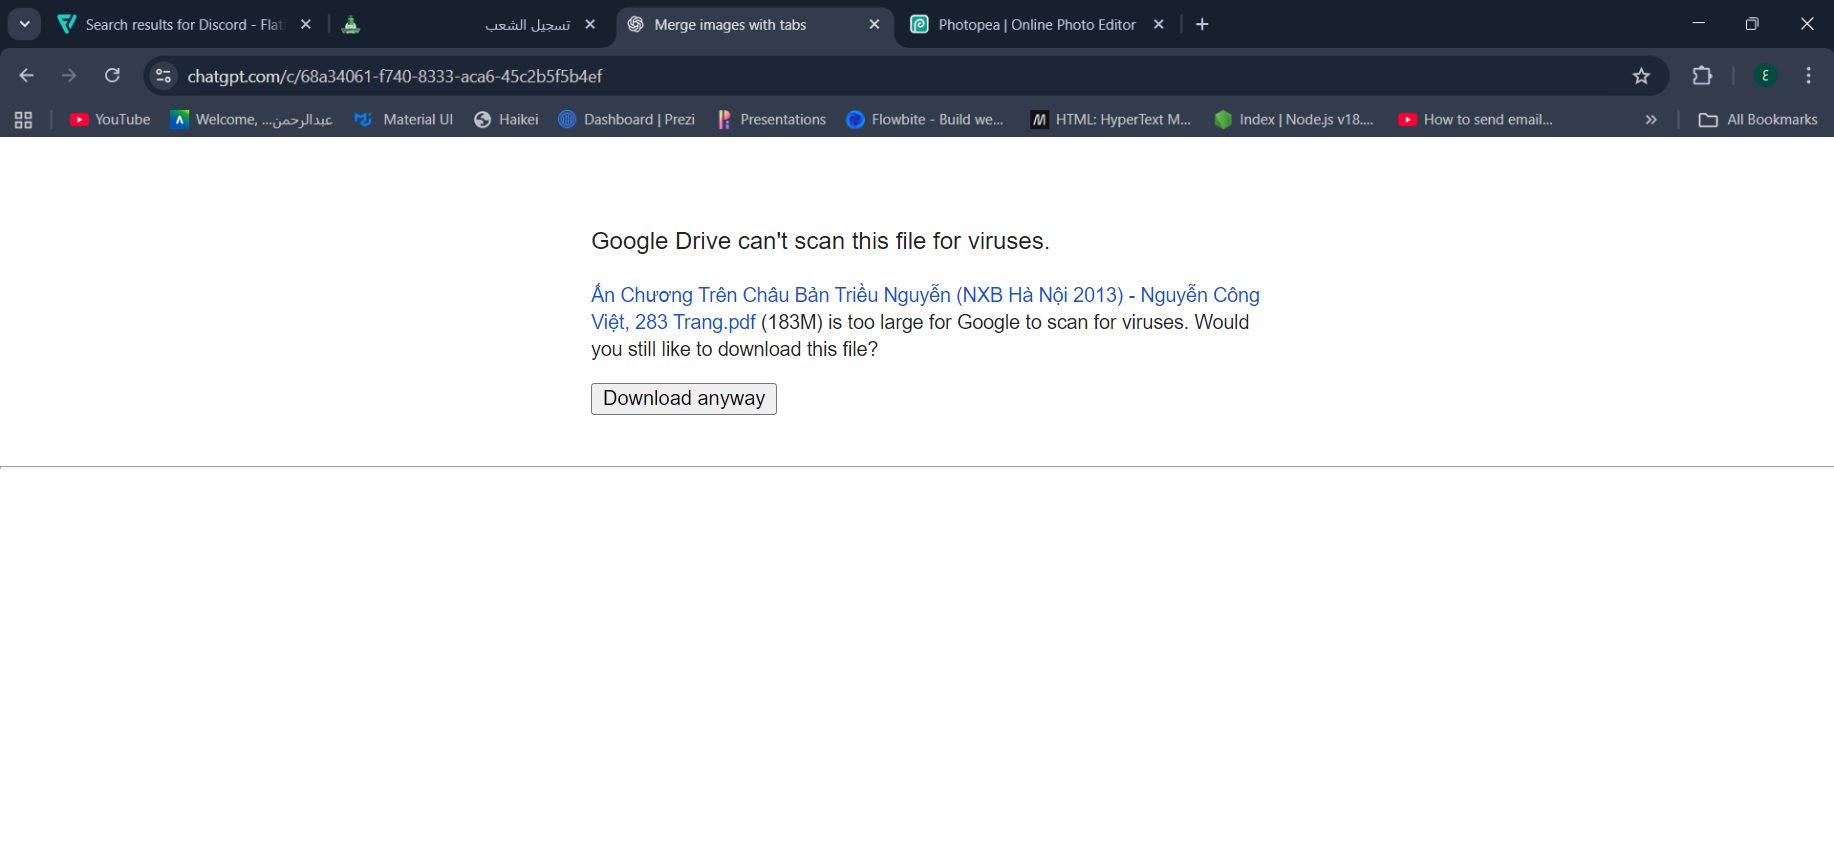 Search results for Discord - Flat
تسجيل الشعب
Merge images with tabs
Photopea | Online Photo Editor
chatgpt.com/c/68a34061-f740-8333-aca6-45c2b5f5b4ef
ع
YouTube
Welcome, ...عبدالرحمن
Material UI
Haikei
Dashboard | Prezi
Presentations
Flowbite - Build we...
HTML: HyperText M...
Index | Node.js v18....
How to send email...
All Bookmarks
Google Drive can't scan this file for viruses.
Ấn Chương Trên Châu Bản Triều Nguyễn (NXB Hà Nội 2013) - Nguyễn Công
Việt, 283 Trang.pdf (183M) is too large for Google to scan for viruses. Would
you still like to download this file?
Download anyway